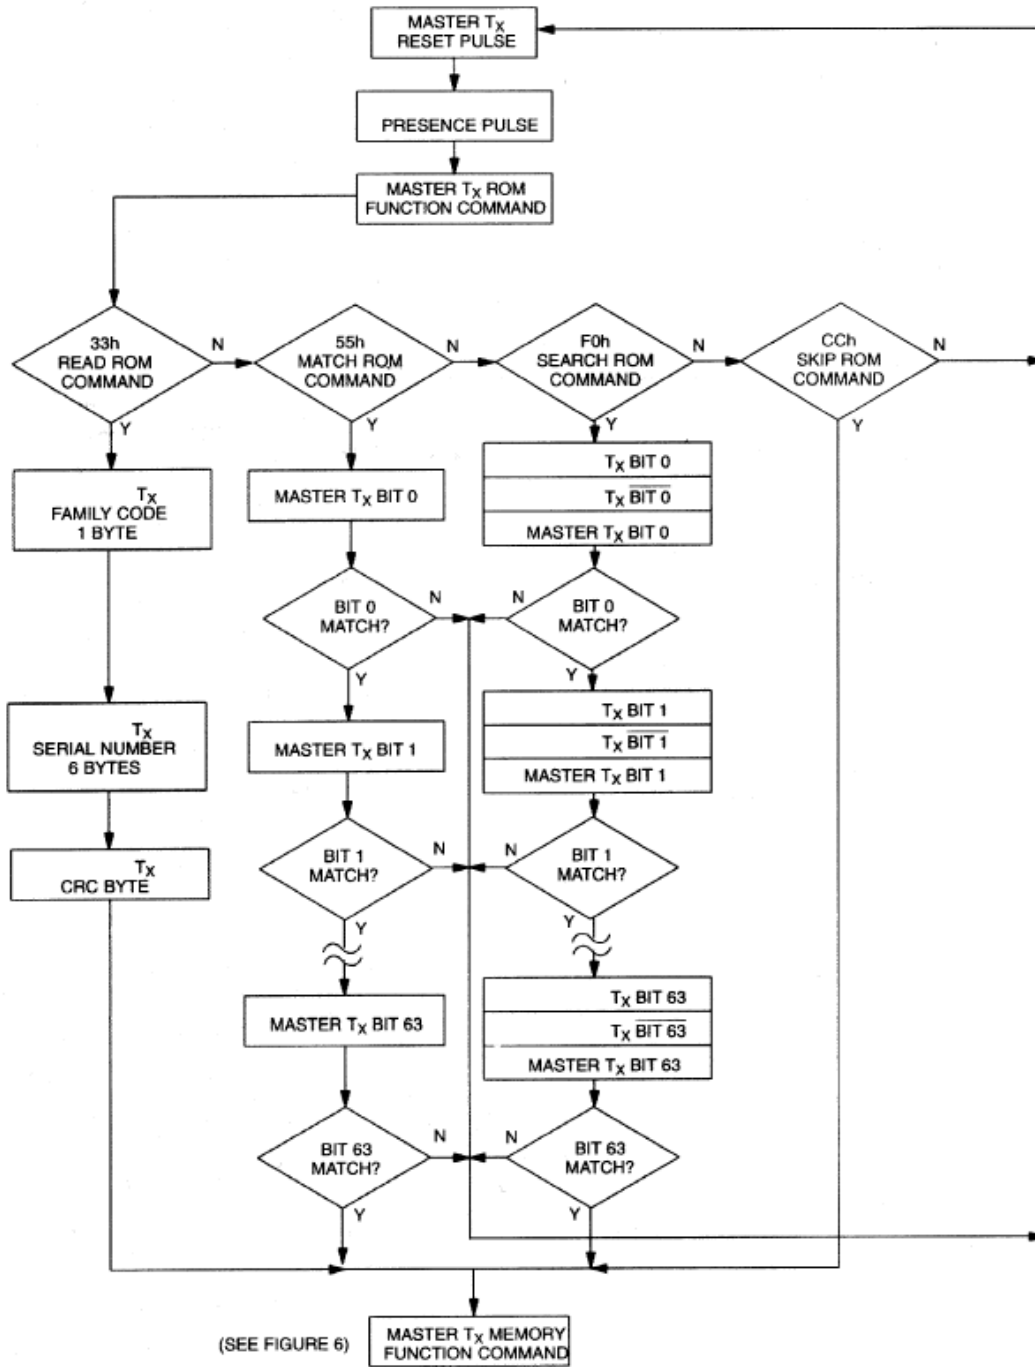 MASTER TX
RESET PULSE
PRESENCE PULSE
MASTER TX ROM
FUNCTION COMMAND
33h
READ ROM
COMMAND
N
Y
55h
MATCH ROM
COMMAND
N
Y
F0h
SEARCH ROM
COMMAND
N
Y
CCh
SKIP ROM
COMMAND
N
Y
TX
FAMILY CODE
1 BYTE
TX
SERIAL NUMBER
6 BYTES
TX
CRC BYTE
MASTER TX BIT 0
BIT 0
MATCH?
N
Y
MASTER TX BIT 1
BIT 1
MATCH?
N
Y
MASTER TX BIT 63
BIT 63
MATCH?
N
Y
TX BIT 0
TX BIT 0
MASTER TX BIT 0
N
BIT 0
MATCH?
Y
TX BIT 1
TX BIT 1
MASTER TX BIT 1
N
BIT 1
MATCH?
Y
TX BIT 63
TX BIT 63
MASTER TX BIT 63
N
BIT 63
MATCH?
Y
(SEE FIGURE 6)
MASTER TX MEMORY
FUNCTION COMMAND